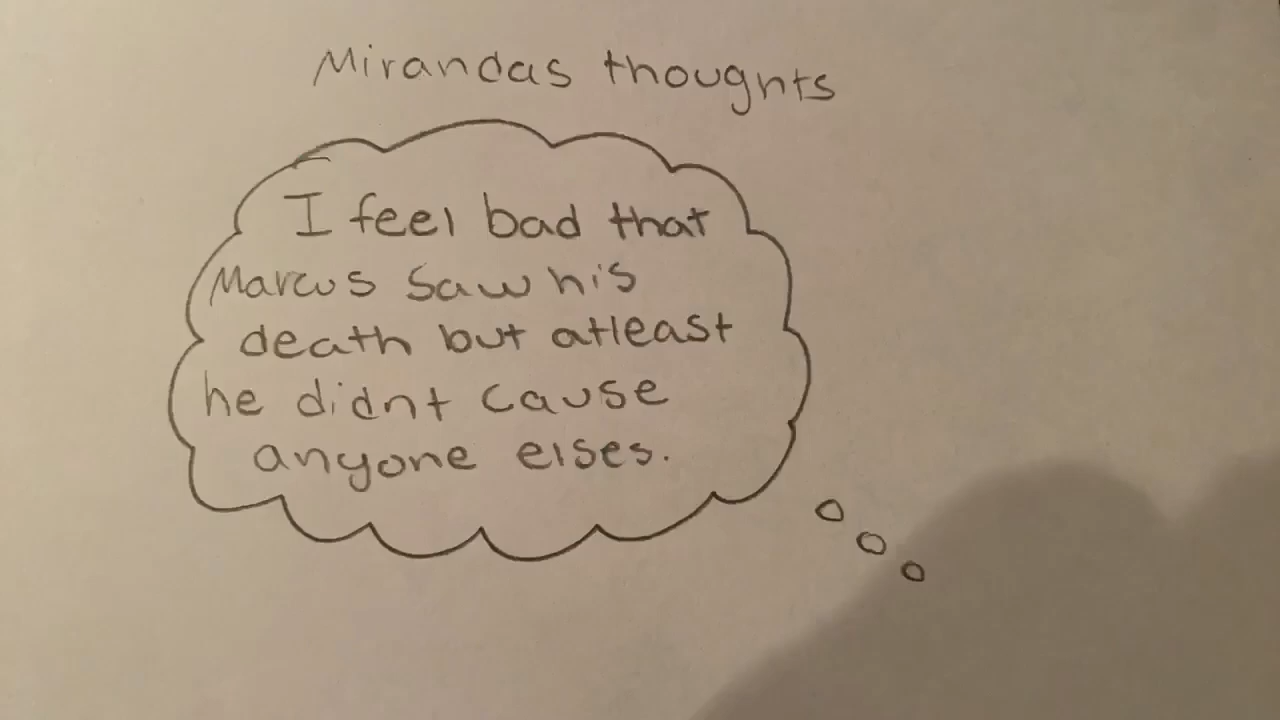 Mirandas thoughts
I feel bad that
Marcus saw his
death but atleast
he didnt cause
anyone elses.